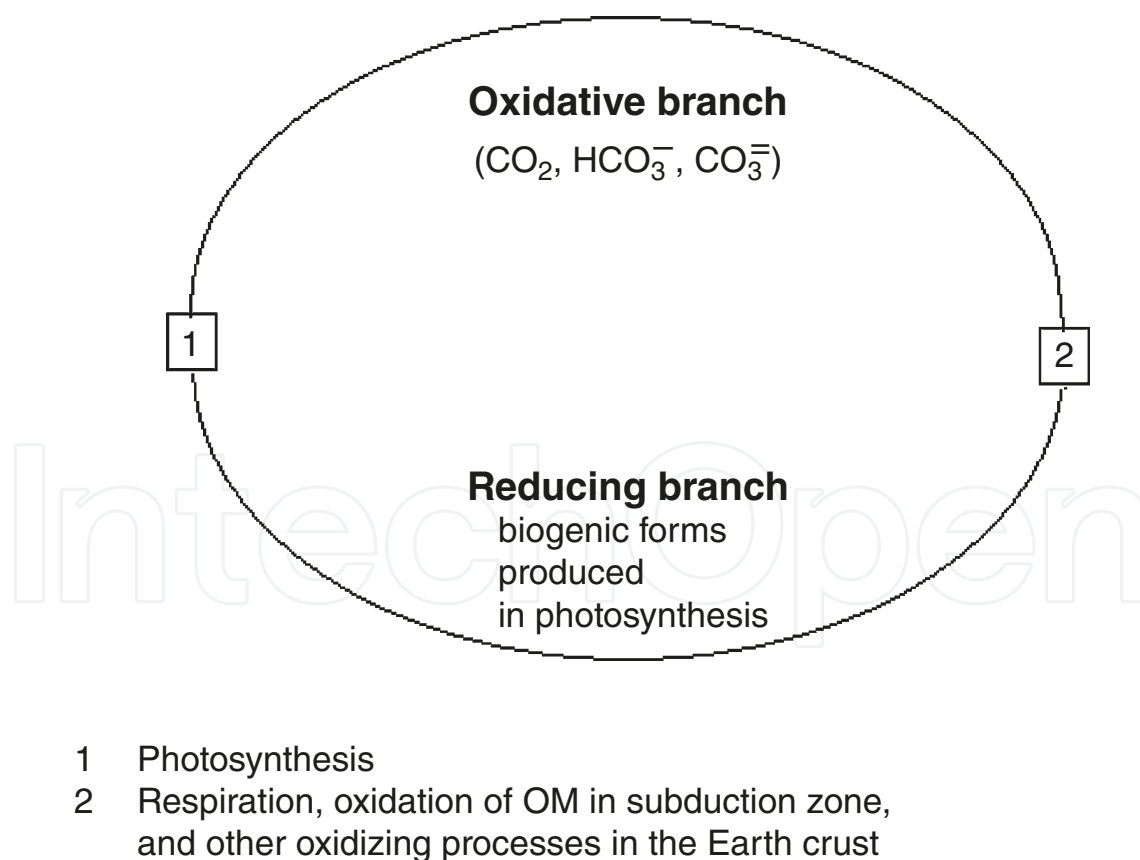 Oxidative branch
(CO₂, HCO₃⁻, CO₃⁼)
1
2
Reducing branch
biogenic forms
produced
in photosynthesis
IntechOpen
1 Photosynthesis
2 Respiration, oxidation of OM in subduction zone,
and other oxidizing processes in the Earth crust